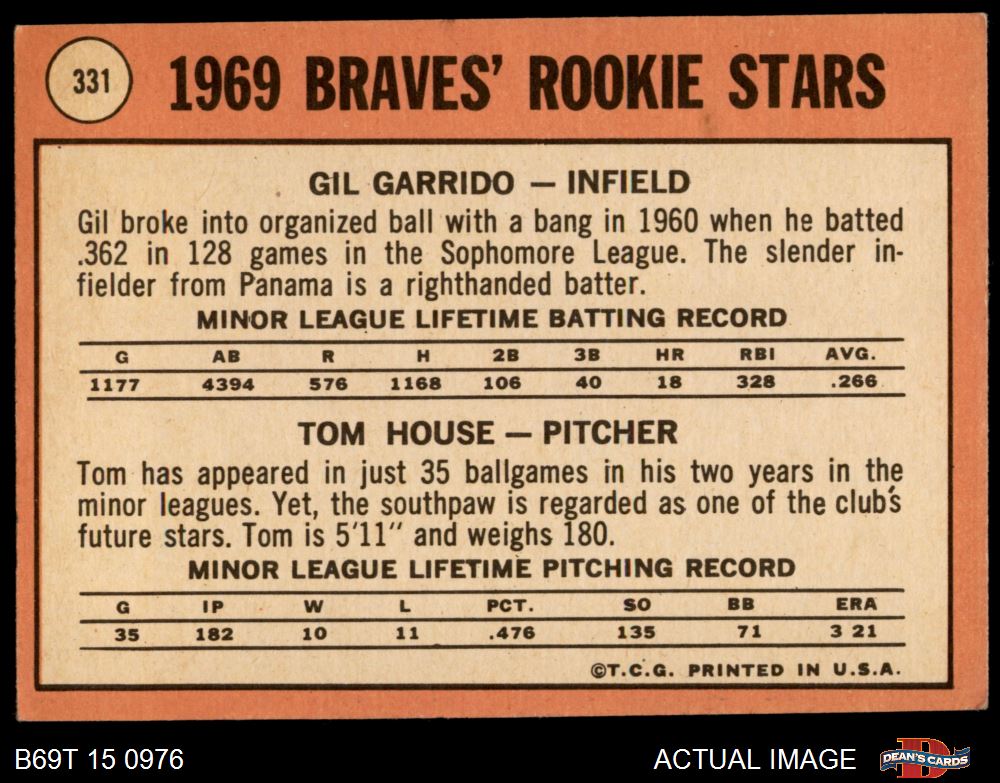 331
1969 BRAVES' ROOKIE STARS
GIL GARRIDO — INFIELD
Gil broke into organized ball with a bang in 1960 when he batted
.362 in 128 games in the Sophomore League. The slender in-
fielder from Panama is a righthanded batter.
MINOR LEAGUE LIFETIME BATTING RECORD
G AB R H 2B 3B HR RBI AVG.
1177 4394 576 1168 106 40 18 328 .266
TOM HOUSE — PITCHER
Tom has appeared in just 35 ballgames in his two years in the
minor leagues. Yet, the southpaw is regarded as one of the club's
future stars. Tom is 5'11" and weighs 180.
MINOR LEAGUE LIFETIME PITCHING RECORD
G IP W L PCT. SO BB ERA
35 182 10 11 .476 135 71 3 21
©T.C.G. PRINTED IN U.S.A.
B69T 15 0976 ACTUAL IMAGE D DEAN'S CARDS